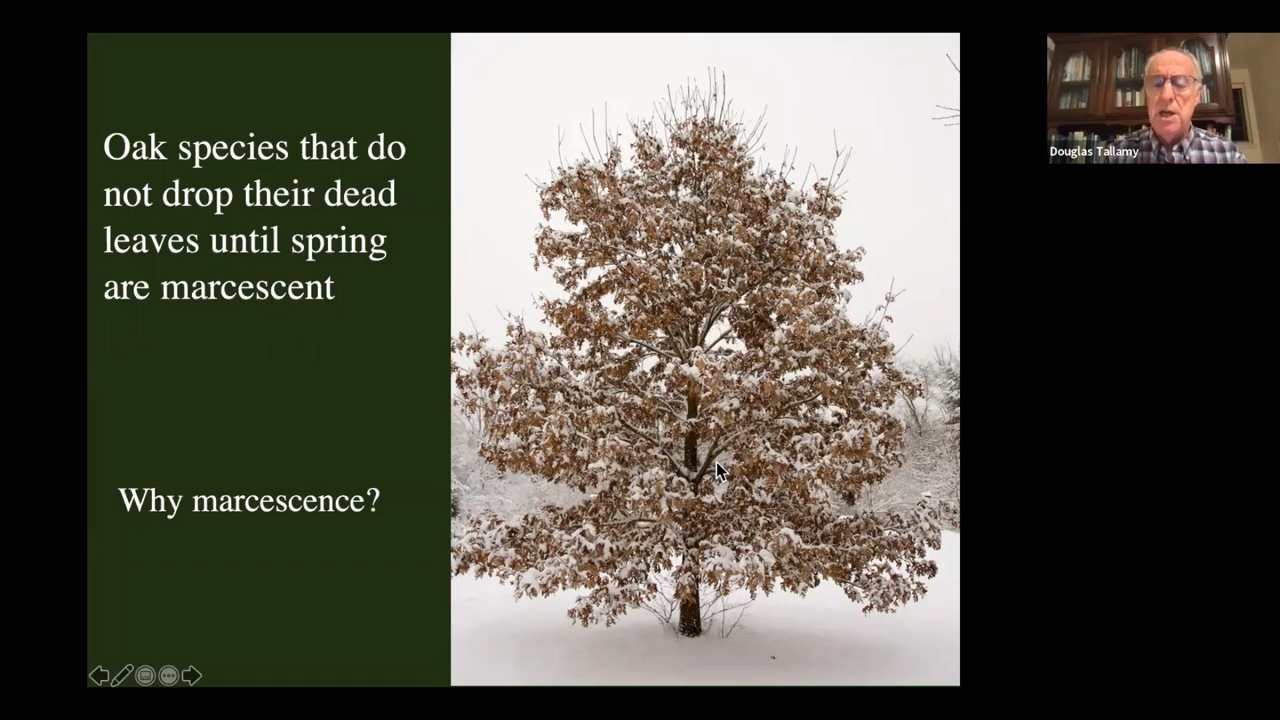 Oak species that do
not drop their dead
leaves until spring
are marcescent
Why marcescence?
Douglas Tallamy